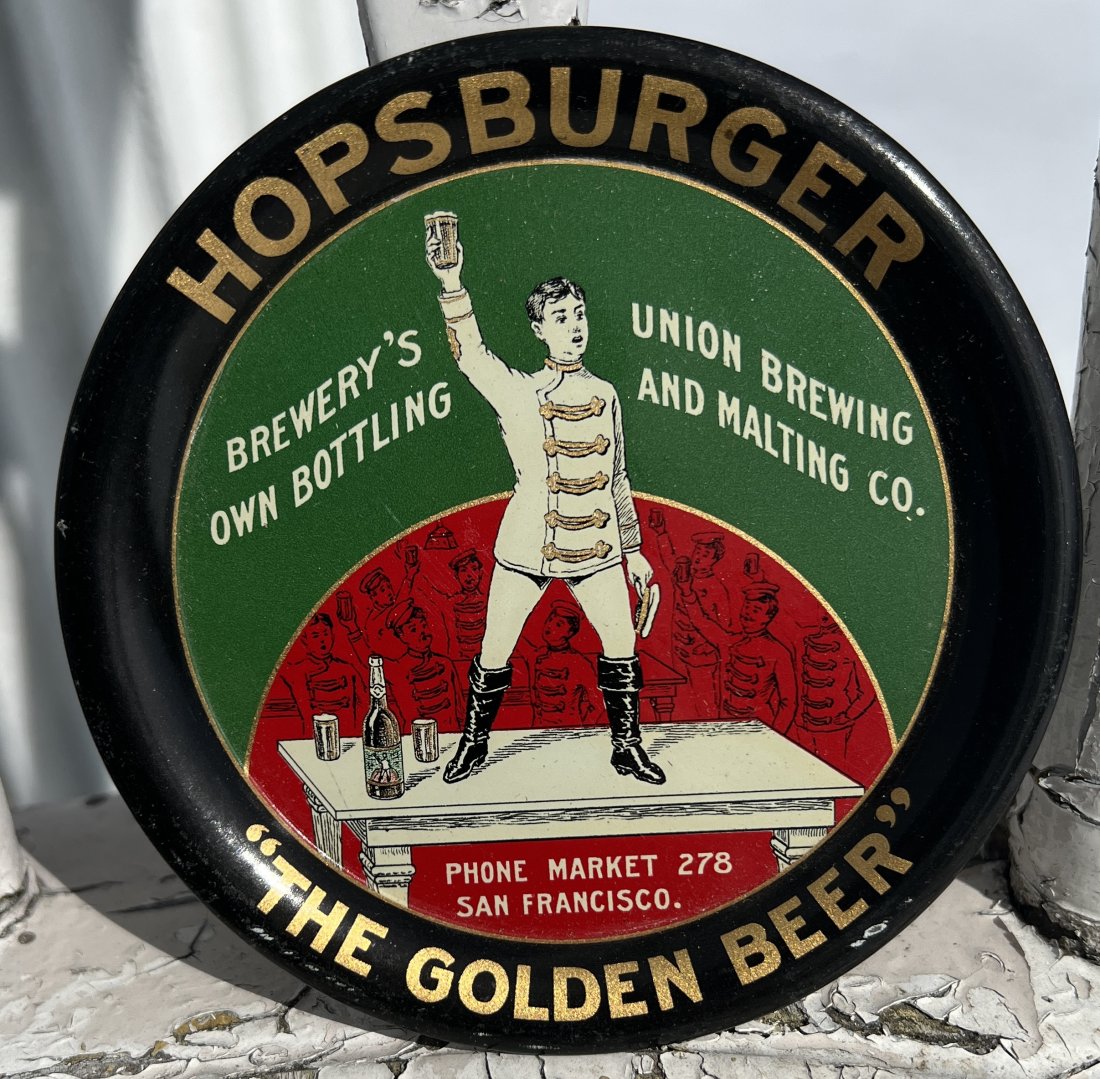 HOPSBURGER
BREWERY'S
OWN BOTTLING
UNION BREWING
AND MALTING CO.
PHONE MARKET 278
SAN FRANCISCO.
"THE GOLDEN BEER"